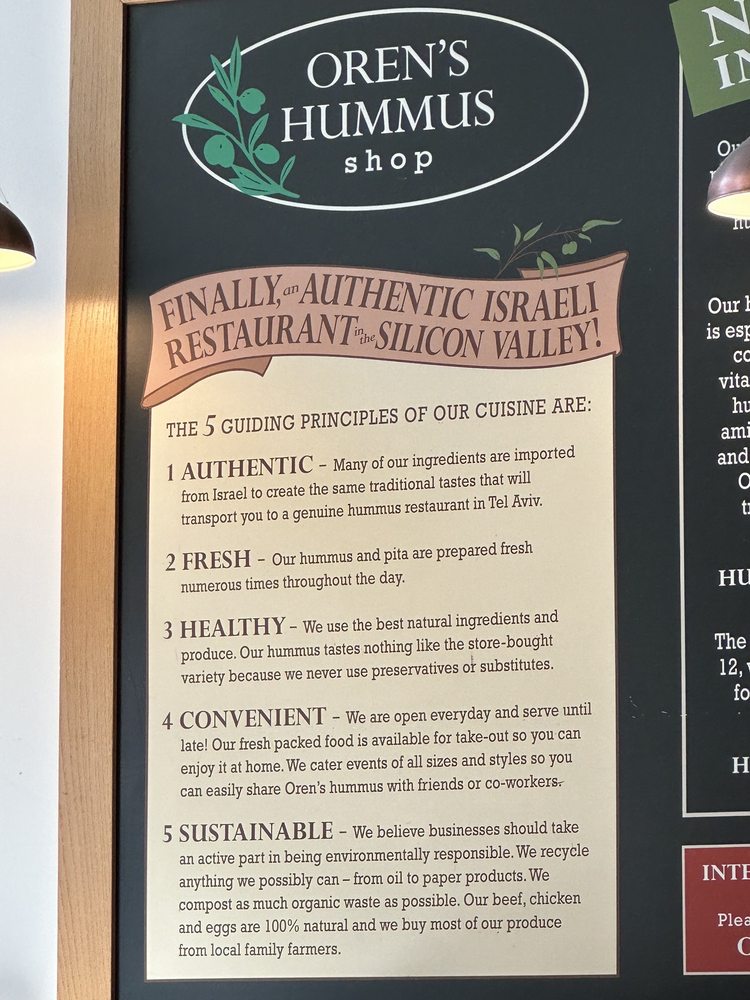 OREN'S
HUMMUS
shop
FINALLY, an AUTHENTIC ISRAELI
RESTAURANT in the SILICON VALLEY!
THE 5 GUIDING PRINCIPLES OF OUR CUISINE ARE:
1 AUTHENTIC – Many of our ingredients are imported
from Israel to create the same traditional tastes that will
transport you to a genuine hummus restaurant in Tel Aviv.
2 FRESH – Our hummus and pita are prepared fresh
numerous times throughout the day.
3 HEALTHY – We use the best natural ingredients and
produce. Our hummus tastes nothing like the store-bought
variety because we never use preservatives or substitutes.
4 CONVENIENT – We are open everyday and serve until
late! Our fresh packed food is available for take-out so you can
enjoy it at home. We cater events of all sizes and styles so you
can easily share Oren's hummus with friends or co-workers.
5 SUSTAINABLE – We believe businesses should take
an active part in being environmentally responsible. We recycle
anything we possibly can – from oil to paper products. We
compost as much organic waste as possible. Our beef, chicken
and eggs are 100% natural and we buy most of our produce
from local family farmers.
Our
is
and
The
12,